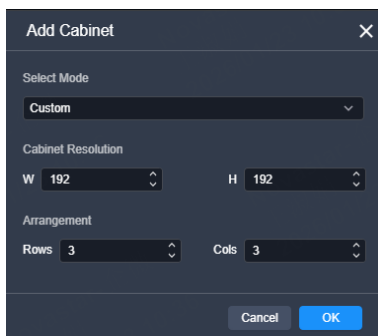 Add Cabinet
Select Mode
Custom
Cabinet Resolution
W 192 H 192
Arrangement
Rows 3 Cols 3
Cancel OK